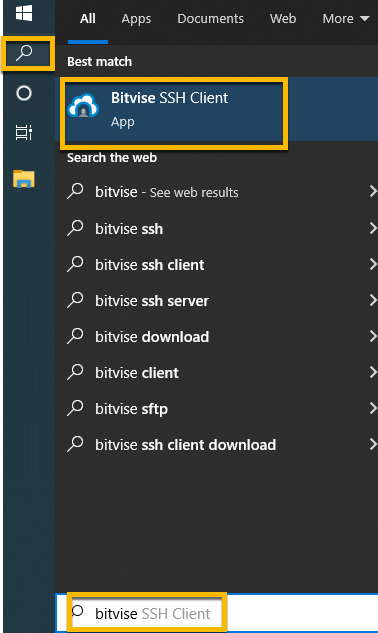 All Apps Documents Web More
Best match
Bitvise SSH Client
App
Search the web
bitvise - See web results
bitvise ssh
bitvise ssh client
bitvise ssh server
bitvise download
bitvise client
bitvise sftp
bitvise ssh client download
bitvise SSH Client